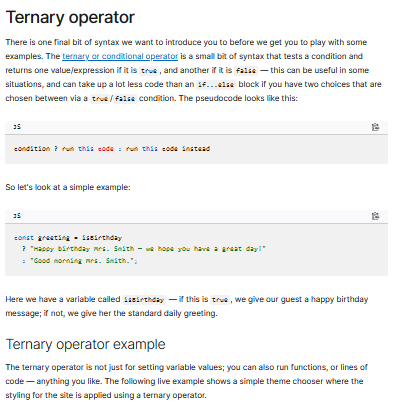 Ternary operator
There is one final bit of syntax we want to introduce you to before we get you to play with some
examples. The ternary or conditional operator is a small bit of syntax that tests a condition and
returns one value/expression if it is true, and another if it is false — this can be useful in some
situations, and can take up a lot less code than an if...else block if you have two choices that are
chosen between via a true/false condition. The pseudocode looks like this:
JS
condition ? run this code : run this code instead
So let's look at a simple example:
JS
const greeting = isBirthday
? "Happy birthday Mrs. Smith — we hope you have a great day!"
: "Good morning Mrs. Smith.";
Here we have a variable called isBirthday — if this is true, we give our guest a happy birthday
message; if not, we give her the standard daily greeting.
Ternary operator example
The ternary operator is not just for setting variable values; you can also run functions, or lines of
code — anything you like. The following live example shows a simple theme chooser where the
styling for the site is applied using a ternary operator.